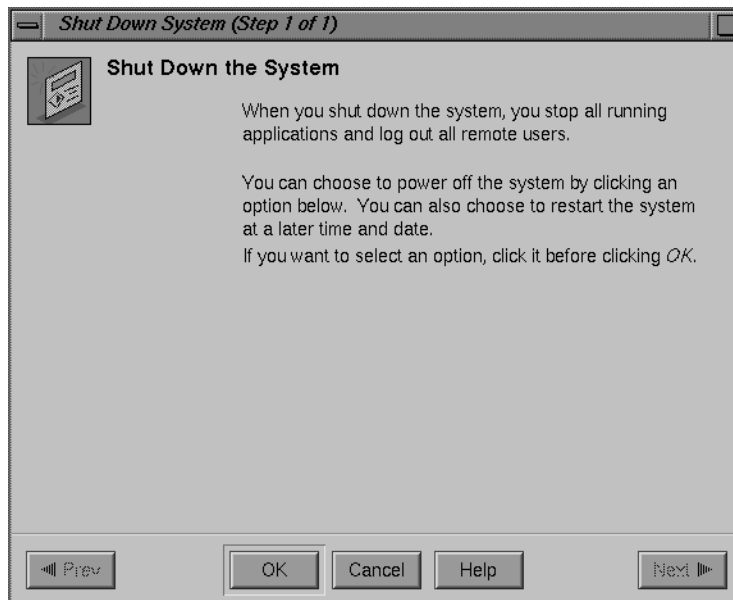 Shut Down System (Step 1 of 1)
Shut Down the System
When you shut down the system, you stop all running
applications and log out all remote users.
You can choose to power off the system by clicking an
option below. You can also choose to restart the system
at a later time and date.
If you want to select an option, click it before clicking OK.
Prev
OK
Cancel
Help
Next